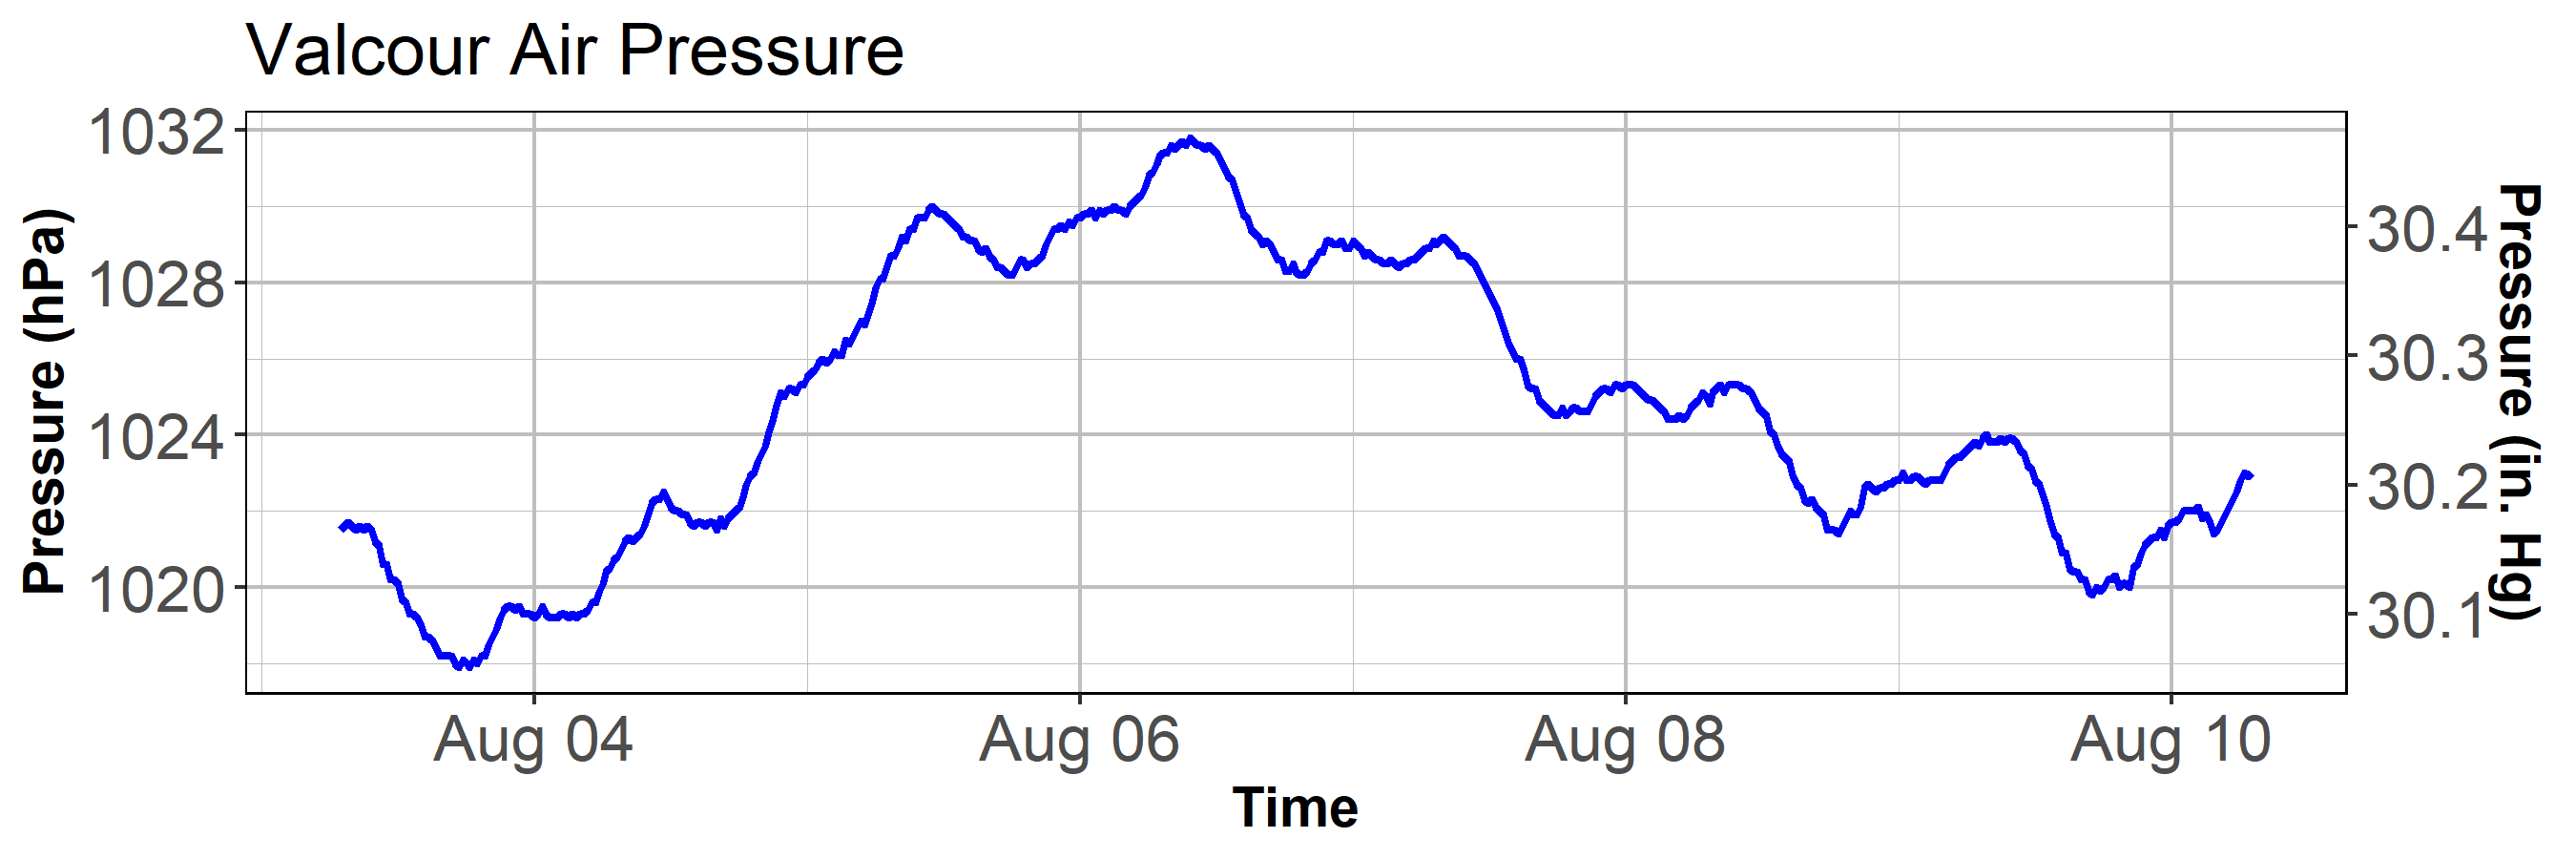 Valcour Air Pressure
1032
1028
1024
1020
Pressure (hPa)
30.4
30.3
30.2
30.1
Pressure (in. Hg)
Aug 04 Aug 06 Aug 08 Aug 10
Time